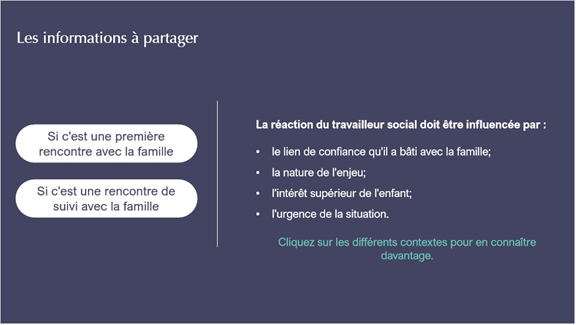 Les informations à partager
Si c'est une première
rencontre avec la famille
Si c'est une rencontre de
suivi avec la famille
La réaction du travailleur social doit être influencée par :
• le lien de confiance qu'il a bâti avec la famille;
• la nature de l'enjeu;
• l'intérêt supérieur de l'enfant;
• l'urgence de la situation.
Cliquez sur les différents contextes pour en connaître
davantage.